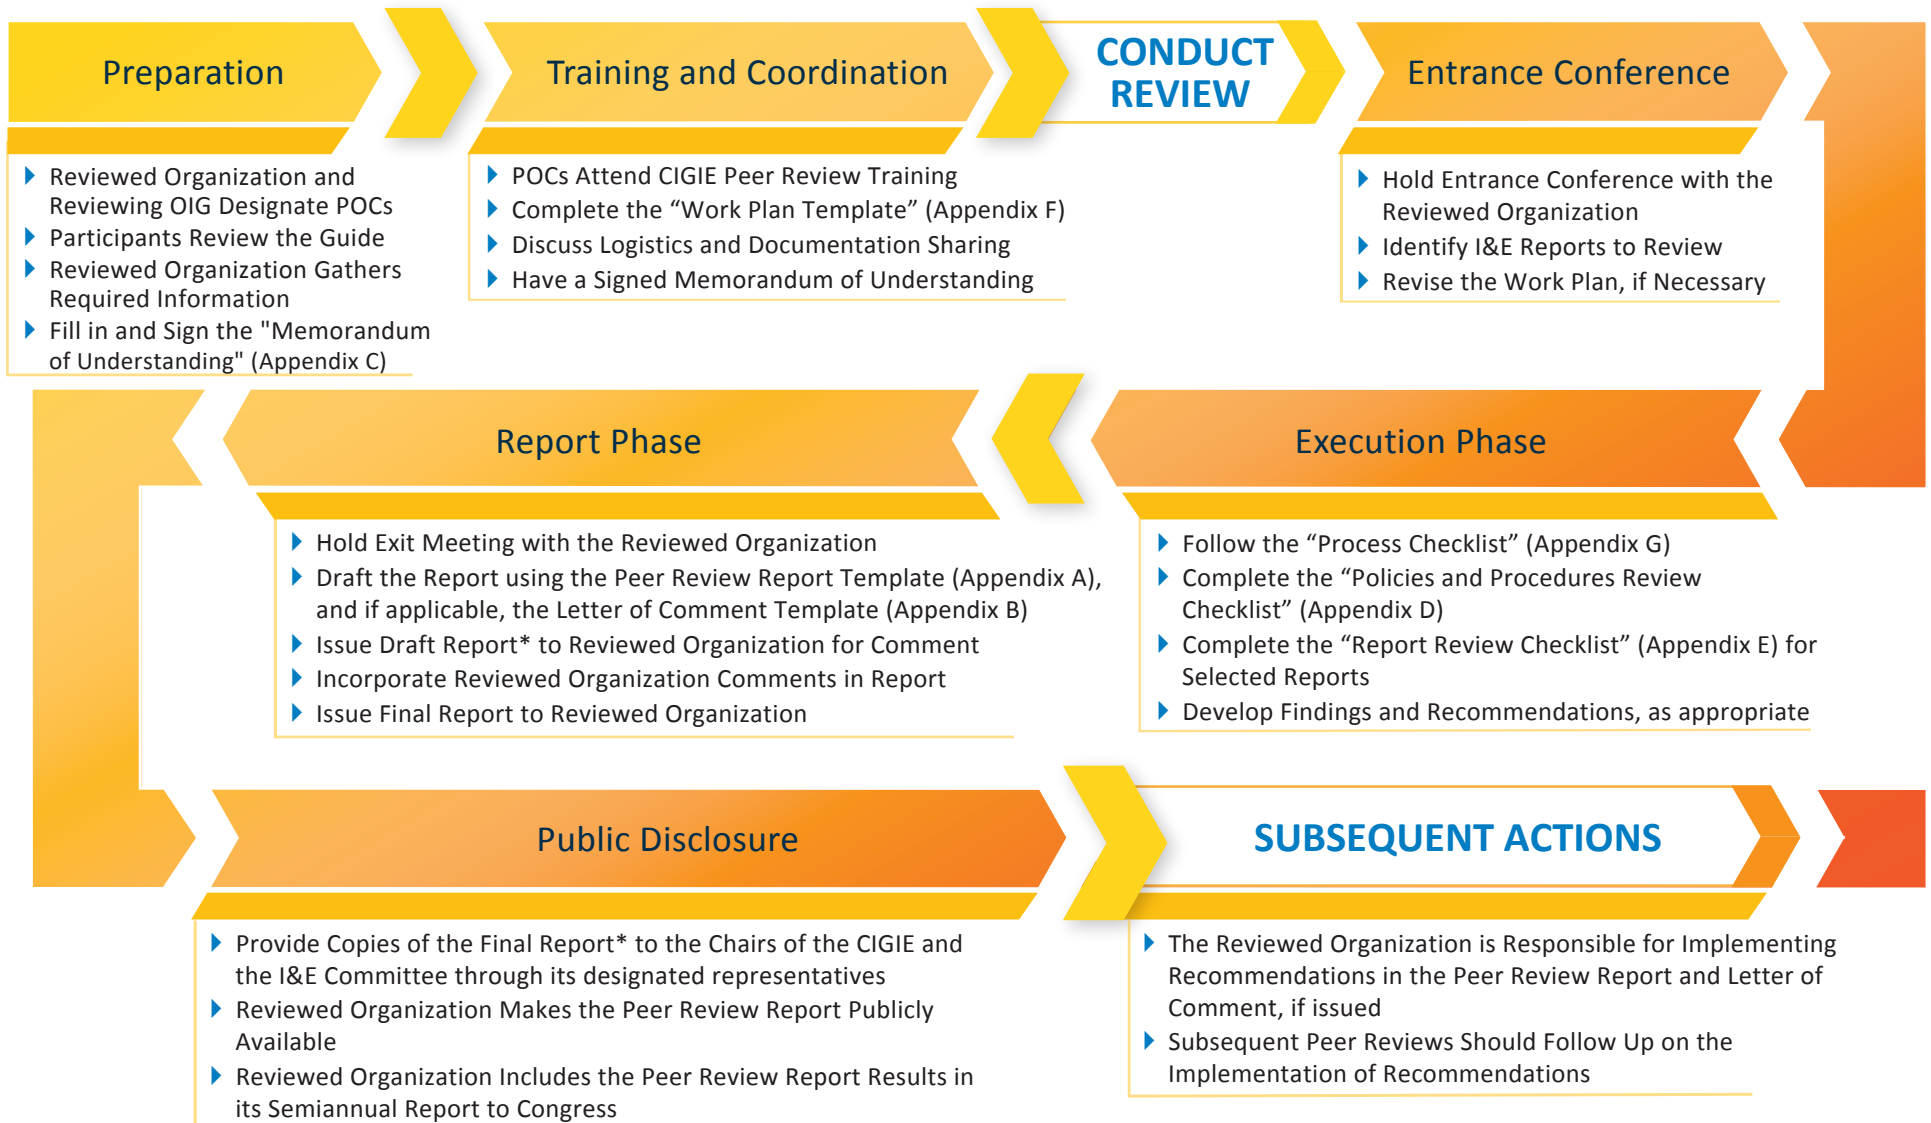 Preparation
Reviewed Organization and
Reviewing OIG Designate POCs
Participants Review the Guide
Reviewed Organization Gathers
Required Information
Fill in and Sign the "Memorandum
of Understanding" (Appendix C)
Training and Coordination
POCs Attend CIGIE Peer Review Training
Complete the “Work Plan Template” (Appendix F)
Discuss Logistics and Documentation Sharing
Have a Signed Memorandum of Understanding
CONDUCT
REVIEW
Entrance Conference
Hold Entrance Conference with the
Reviewed Organization
Identify I&E Reports to Review
Revise the Work Plan, if Necessary
Execution Phase
Follow the “Process Checklist” (Appendix G)
Complete the “Policies and Procedures Review
Checklist” (Appendix D)
Complete the “Report Review Checklist” (Appendix E) for
Selected Reports
Develop Findings and Recommendations, as appropriate
Report Phase
Hold Exit Meeting with the Reviewed Organization
Draft the Report using the Peer Review Report Template (Appendix A),
and if applicable, the Letter of Comment Template (Appendix B)
Issue Draft Report* to Reviewed Organization for Comment
Incorporate Reviewed Organization Comments in Report
Issue Final Report to Reviewed Organization
Public Disclosure
Provide Copies of the Final Report* to the Chairs of the CIGIE and
the I&E Committee through its designated representatives
Reviewed Organization Makes the Peer Review Report Publicly
Available
Reviewed Organization Includes the Peer Review Report Results in
its Semiannual Report to Congress
SUBSEQUENT ACTIONS
The Reviewed Organization is Responsible for Implementing
Recommendations in the Peer Review Report and Letter of
Comment, if issued
Subsequent Peer Reviews Should Follow Up on the
Implementation of Recommendations